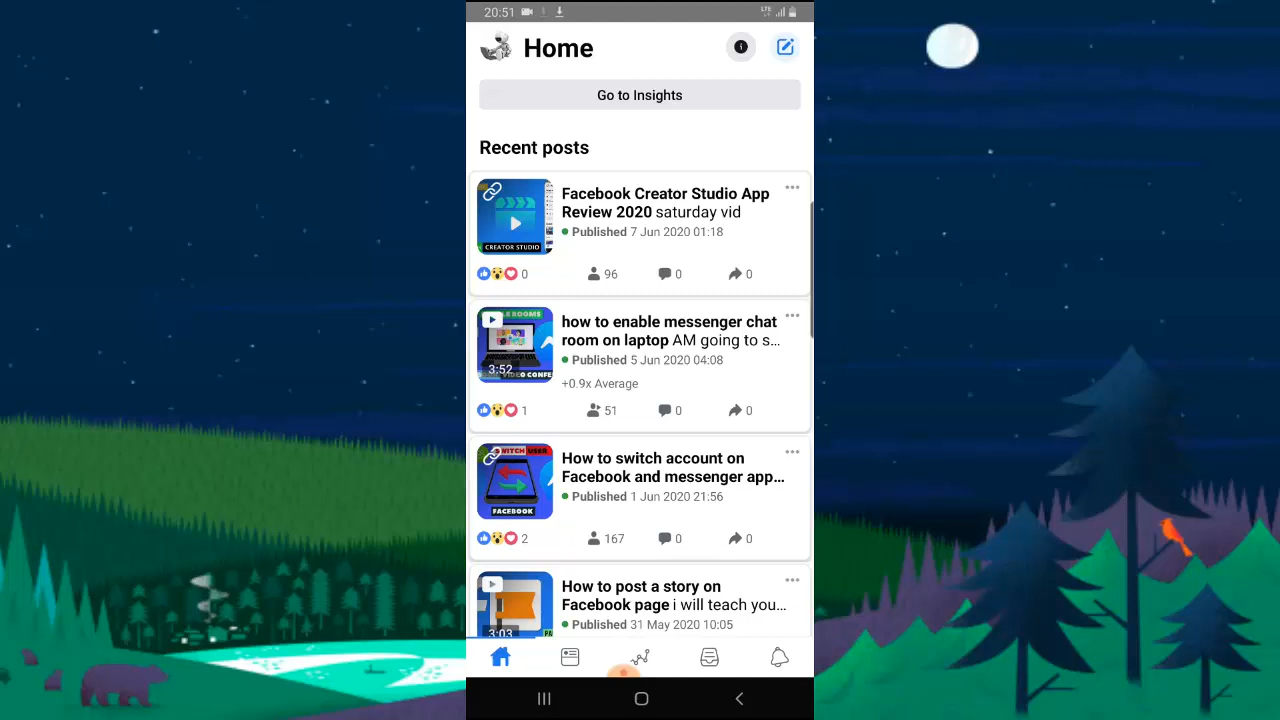 20:51
LTE
Home
Go to Insights
Recent posts
Facebook Creator Studio App
Review 2020 saturday vid
Published 7 Jun 2020 01:18
CREATOR STUDIO
0 96 0 0
how to enable messenger chat
room on laptop AM going to s...
Published 5 Jun 2020 04:08
3:52
+0.9x Average
1 51 0 0
How to switch account on
Facebook and messenger app...
Published 1 Jun 2020 21:56
FACEBOOK
2 167 0 0
How to post a story on
Facebook page i will teach you...
Published 31 May 2020 10:05
3:03